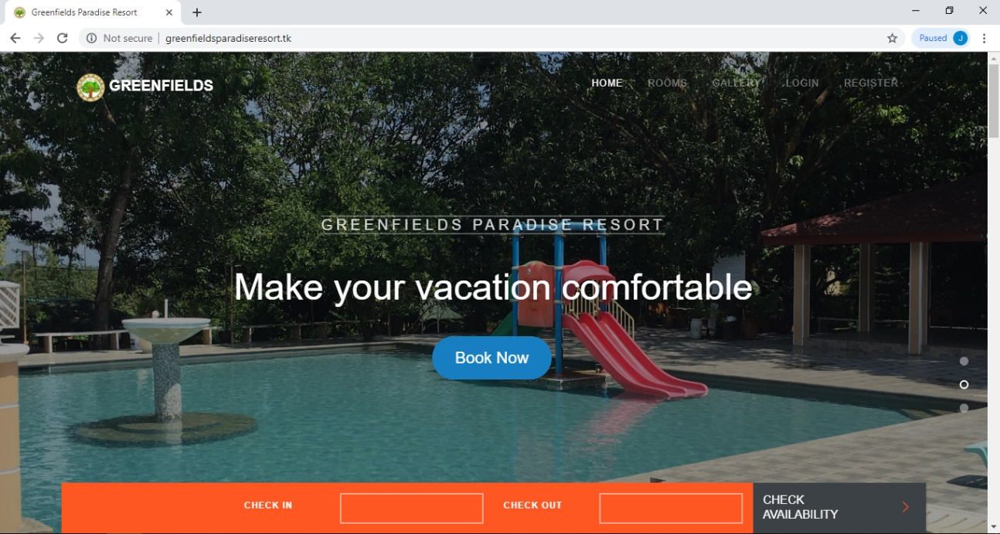 Greenfields Paradise Resort
Not secure
greenfieldsparadiseresort.tk
Paused
J
GREENFIELDS
HOME ROOMS GALLERY LOGIN REGISTER
GREENFIELDS PARADISE RESORT
Make your vacation comfortable
Book Now
CHECK IN
CHECK OUT
CHECK
AVAILABILITY